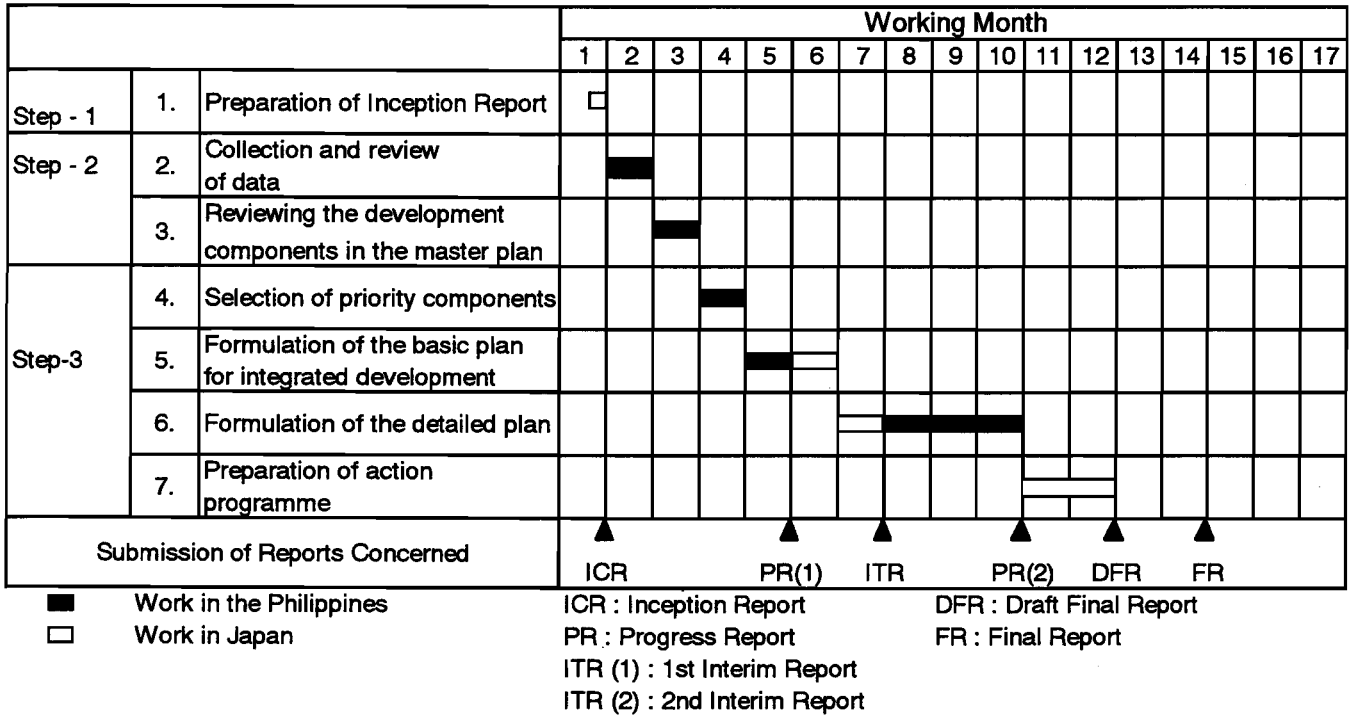 Working Month
1 2 3 4 5 6 7 8 9 10 11 12 13 14 15 16 17
Step - 1
1. Preparation of Inception Report
Step - 2
2. Collection and review
of data
3. Reviewing the development
components in the master plan
Step-3
4. Selection of priority components
5. Formulation of the basic plan
for integrated development
6. Formulation of the detailed plan
7. Preparation of action
programme
Submission of Reports Concerned
ICR PR(1) ITR PR(2) DFR FR
Work in the Philippines
Work in Japan
ICR : Inception Report
PR : Progress Report
ITR (1) : 1st Interim Report
ITR (2) : 2nd Interim Report
DFR : Draft Final Report
FR : Final Report